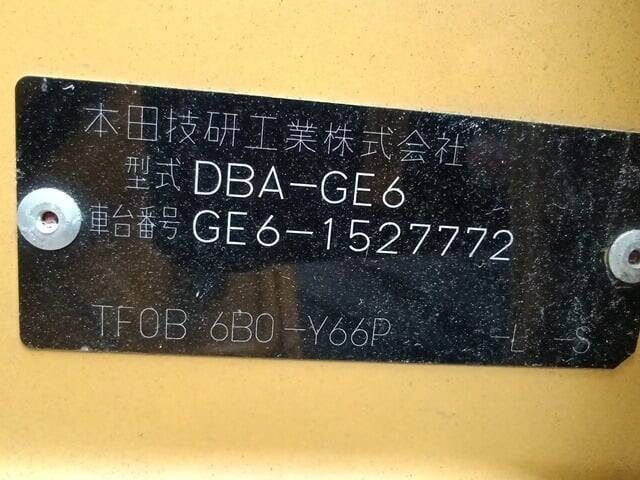 本田技研工業株式会社
型式 DBA-GE6
車台番号 GE6-1527772
TF0B 6B0-Y66P -L -S